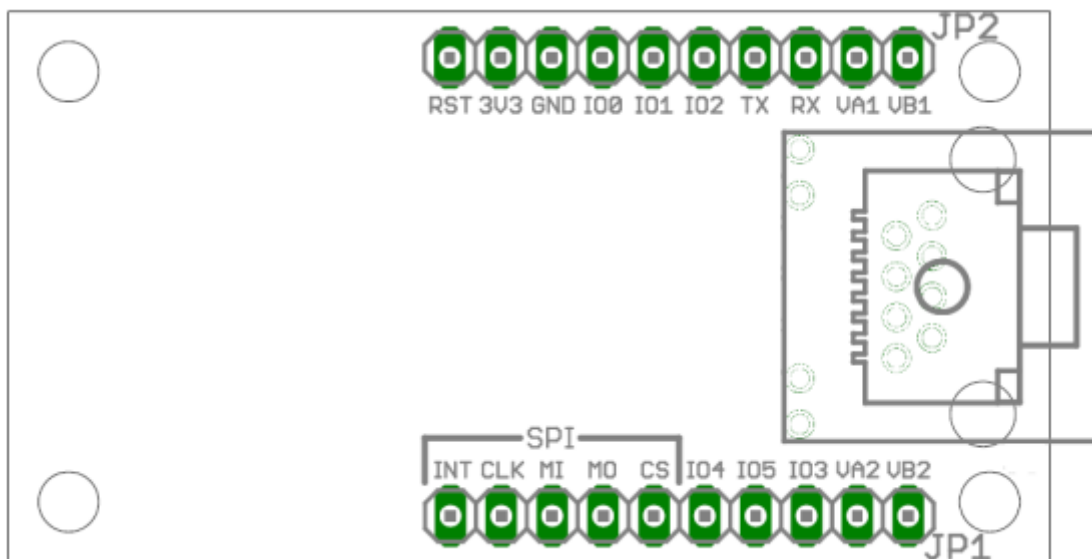 JP2
RST 3V3 GND IO0 IO1 IO2 TX RX VA1 VB1
SPI
INT CLK MI MO CS IO4 IO5 IO3 VA2 VB2
JP1